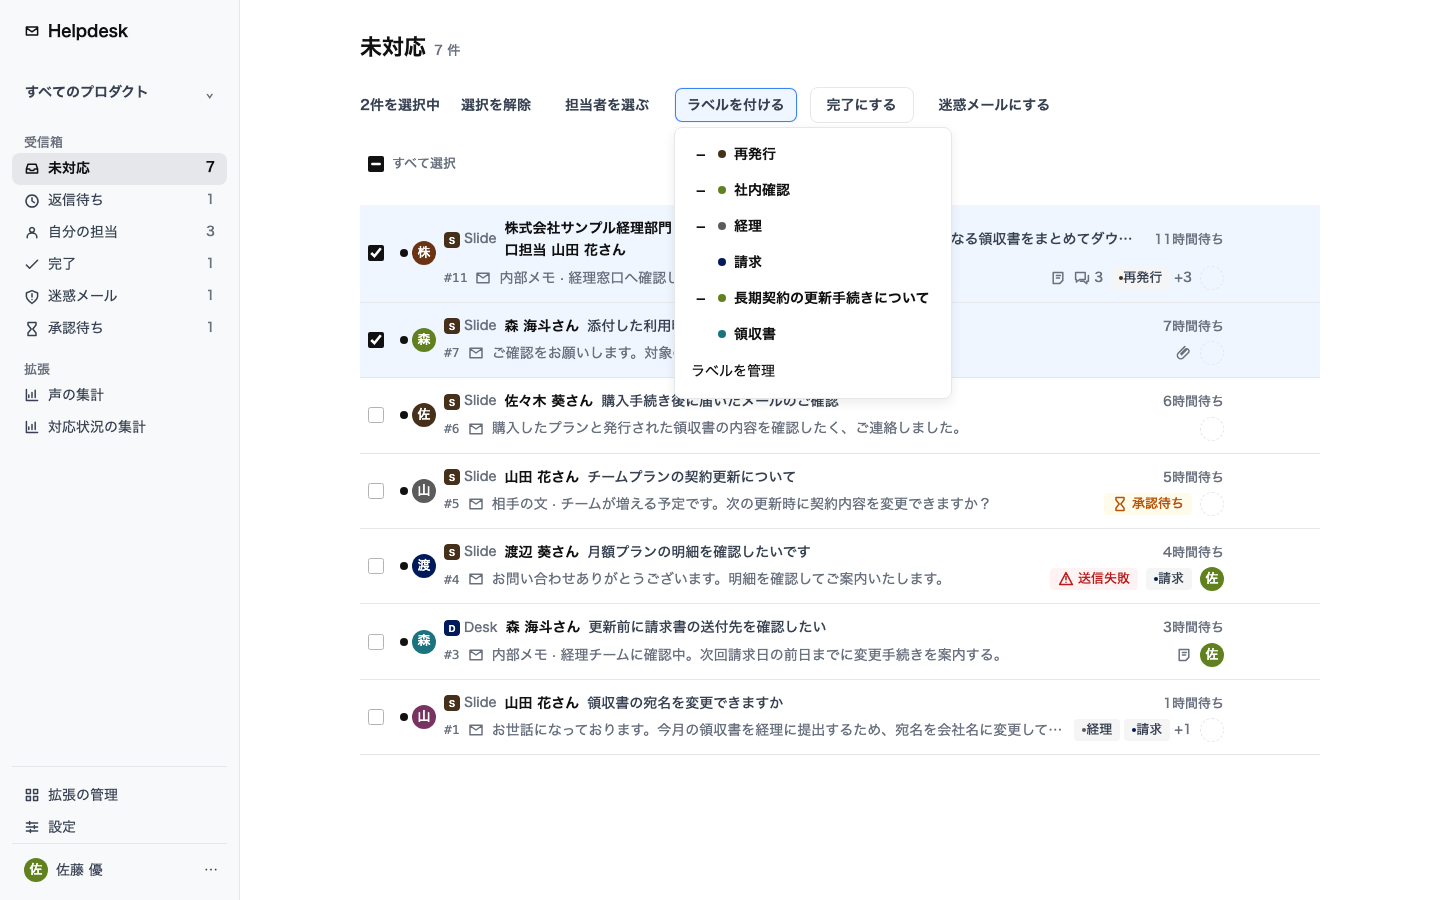 Helpdesk
すべてのプロダクト
受信箱
未対応 7
返信待ち 1
自分の担当 3
完了 1
迷惑メール 1
承認待ち 1
拡張
声の集計
対応状況の集計
拡張の管理
設定
佐 佐藤 優 …
未対応 7 件
2件を選択中 選択を解除 担当者を選ぶ ラベルを付ける 完了にする 迷惑メールにする
再発行
社内確認
経理
請求
長期契約の更新手続きについて
領収書
ラベルを管理
すべて選択
株 S Slide 株式会社サンプル経理部門
口担当 山田 花さん なる領収書をまとめてダウ… 11時間待ち
#11 内部メモ · 経理窓口へ確認し 3 •再発行 +3
森 S Slide 森 海斗さん 添付した利用 7時間待ち
#7 ご確認をお願いします。対象
佐 S Slide 佐々木 葵さん 購入手続き後に届いたメールのご確認 6時間待ち
#6 購入したプランと発行された領収書の内容を確認したく、ご連絡しました。
山 S Slide 山田 花さん チームプランの契約更新について 5時間待ち
#5 相手の文 · チームが増える予定です。次の更新時に契約内容を変更できますか？ 承認待ち
渡 S Slide 渡辺 葵さん 月額プランの明細を確認したいです 4時間待ち
#4 お問い合わせありがとうございます。明細を確認してご案内いたします。 送信失敗 •請求 佐
森 D Desk 森 海斗さん 更新前に請求書の送付先を確認したい 3時間待ち
#3 内部メモ · 経理チームに確認中。次回請求日の前日までに変更手続きを案内する。 佐
山 S Slide 山田 花さん 領収書の宛名を変更できますか 1時間待ち
#1 お世話になっております。今月の領収書を経理に提出するため、宛名を会社名に変更して… •経理 •請求 +1